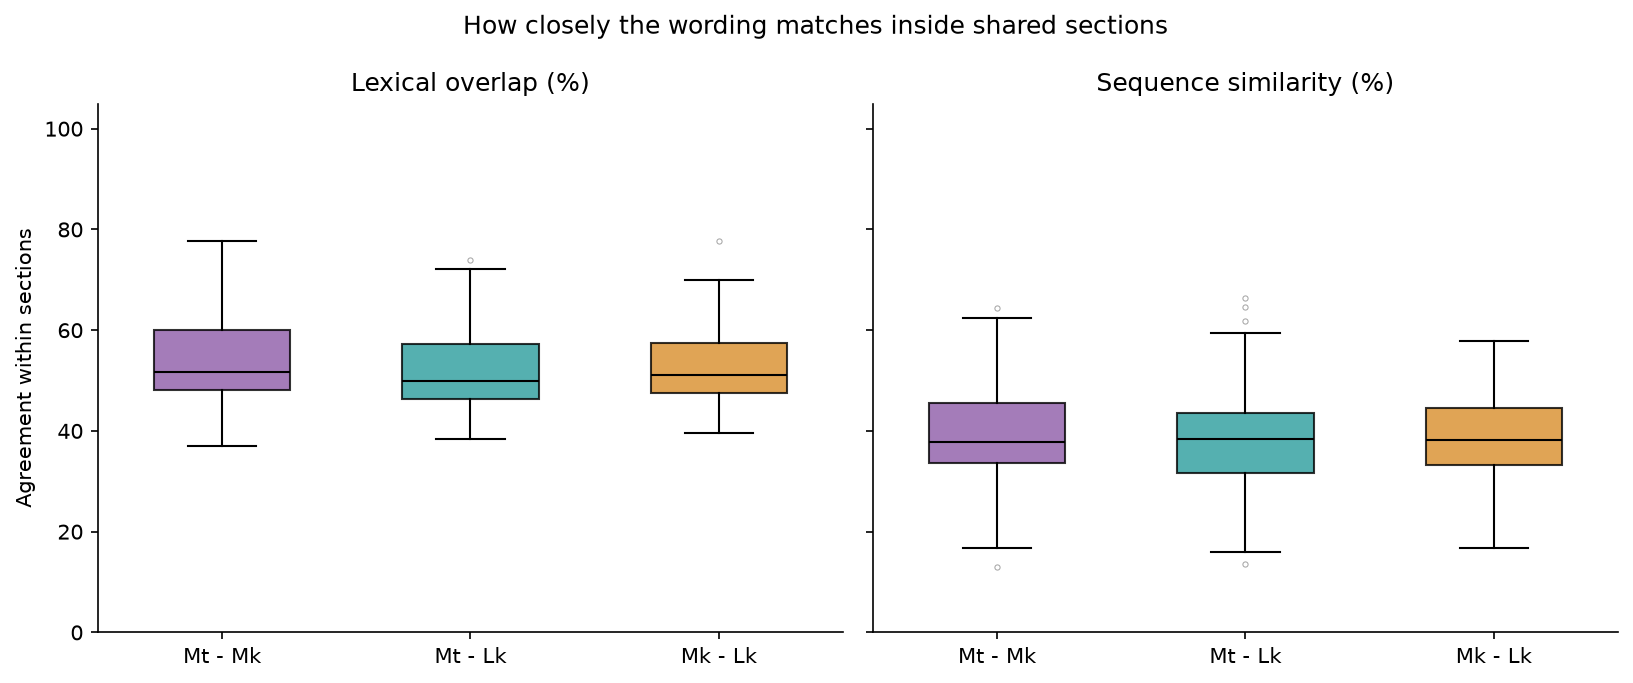 How closely the wording matches inside shared sections
Lexical overlap (%)
Sequence similarity (%)
Agreement within sections
100
80
60
40
20
0
Mt - Mk
Mt - Lk
Mk - Lk
Mt - Mk
Mt - Lk
Mk - Lk